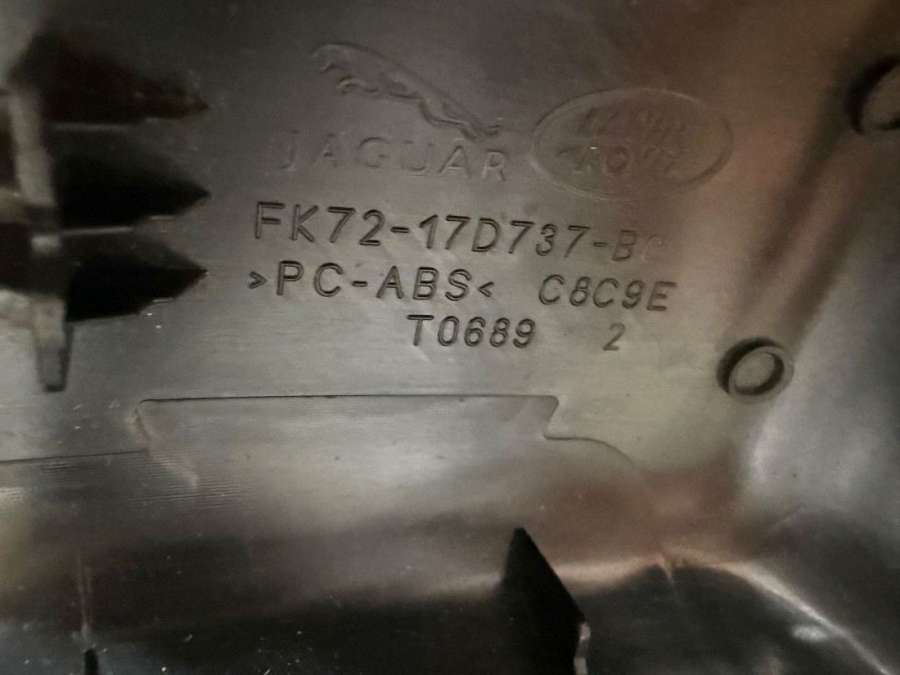 JAGUAR
FK72-17D737-
>PC-ABS< C8C9E
T0689 2